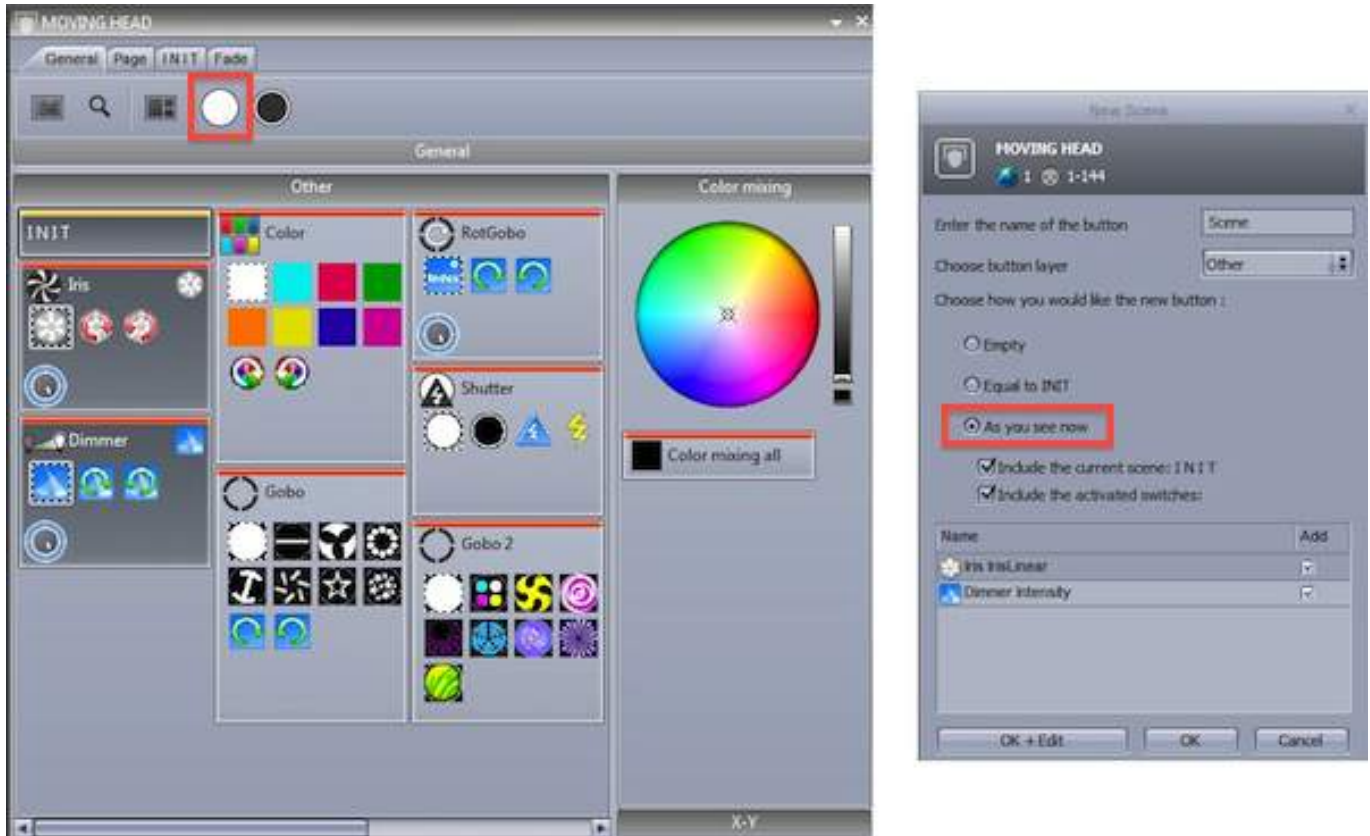 MOVING HEAD
General Page INIT Fade
General
Other
Color mixing
INIT
Color
RotGobo
Iris
Shutter
Dimmer
Color mixing all
Gobo
Gobo 2
X-Y
New Scene
MOVING HEAD
1 1-144
Enter the name of the button Scene
Choose button layer Other
Choose how you would like the new button :
Empty
Equal to INIT
As you see now
Include the current scene: I N I T
Include the activated switches:
Name Add
Iris IrisLinear
Dimmer Intensity
OK + Edit OK Cancel